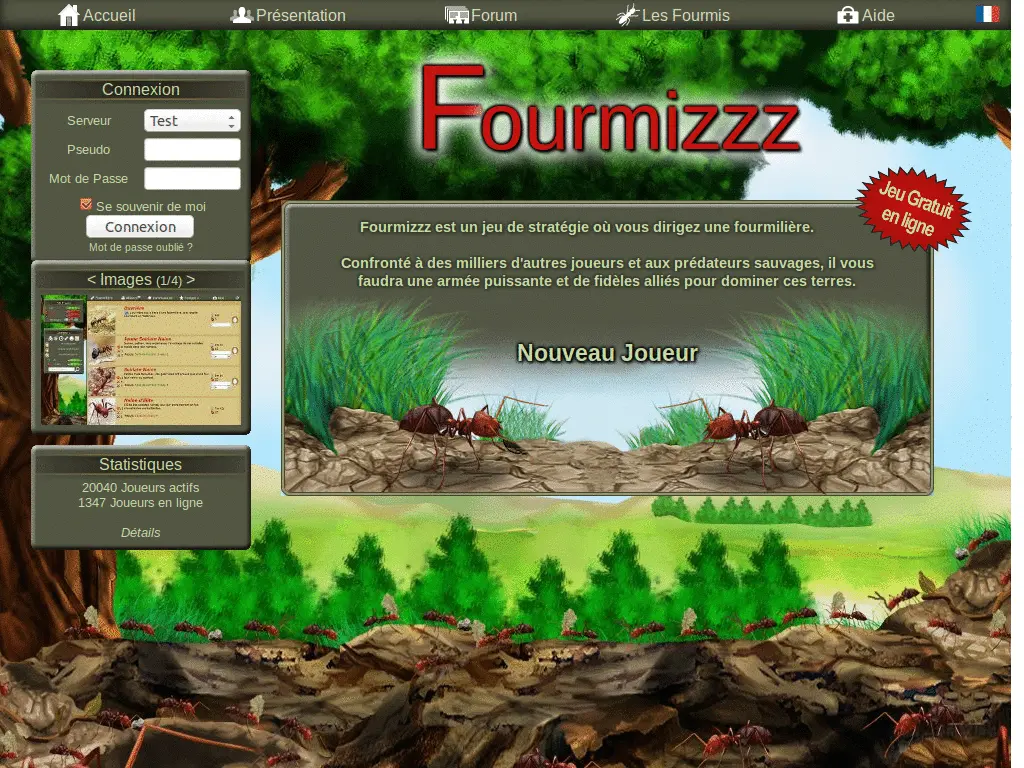 Accueil Présentation Forum Les Fourmis Aide
Fourmizzz
Jeu Gratuit
en ligne
Connexion
Serveur Test
Pseudo
Mot de Passe
Se souvenir de moi
Connexion
Mot de passe oublié ?
< Images (1/4) >
Statistiques
20040 Joueurs actifs
1347 Joueurs en ligne
Détails
Fourmizzz est un jeu de stratégie où vous dirigez une fourmilière.
Confronté à des milliers d'autres joueurs et aux prédateurs sauvages, il vous
faudra une armée puissante et de fidèles alliés pour dominer ces terres.
Nouveau Joueur